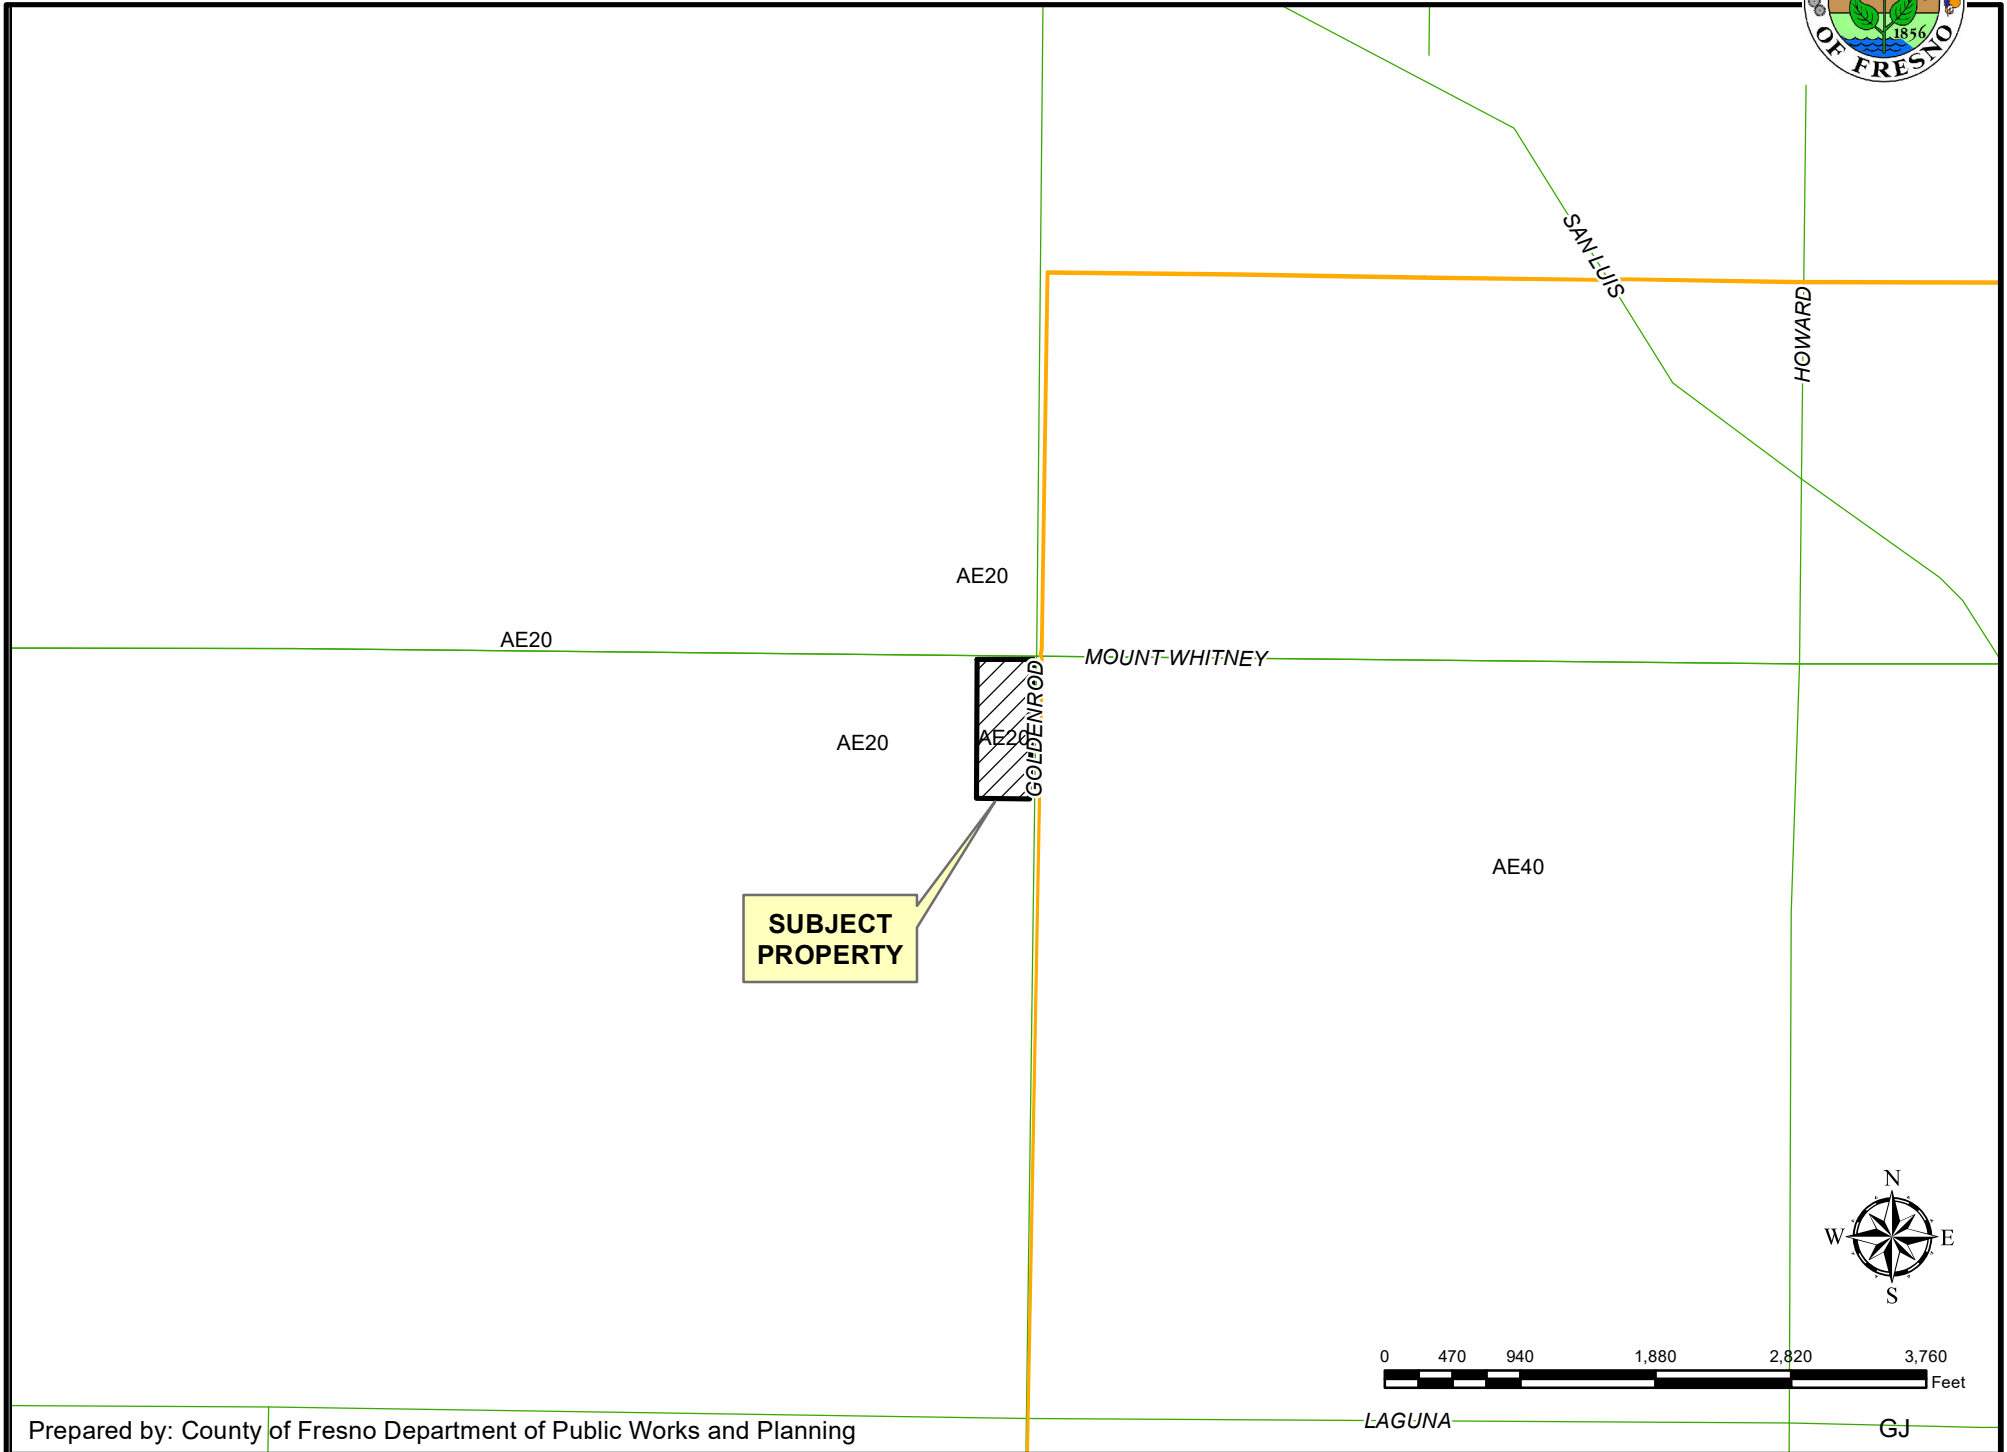 1856
OF FRESNO
SAN LUIS
HOWARD
AE20
AE20
MOUNT WHITNEY
GOLDENROD
AE20
AE20
AE40
SUBJECT
PROPERTY
N
W E
S
0 470 940 1,880 2,820 3,760
Feet
LAGUNA
Prepared by: County of Fresno Department of Public Works and Planning
GJ